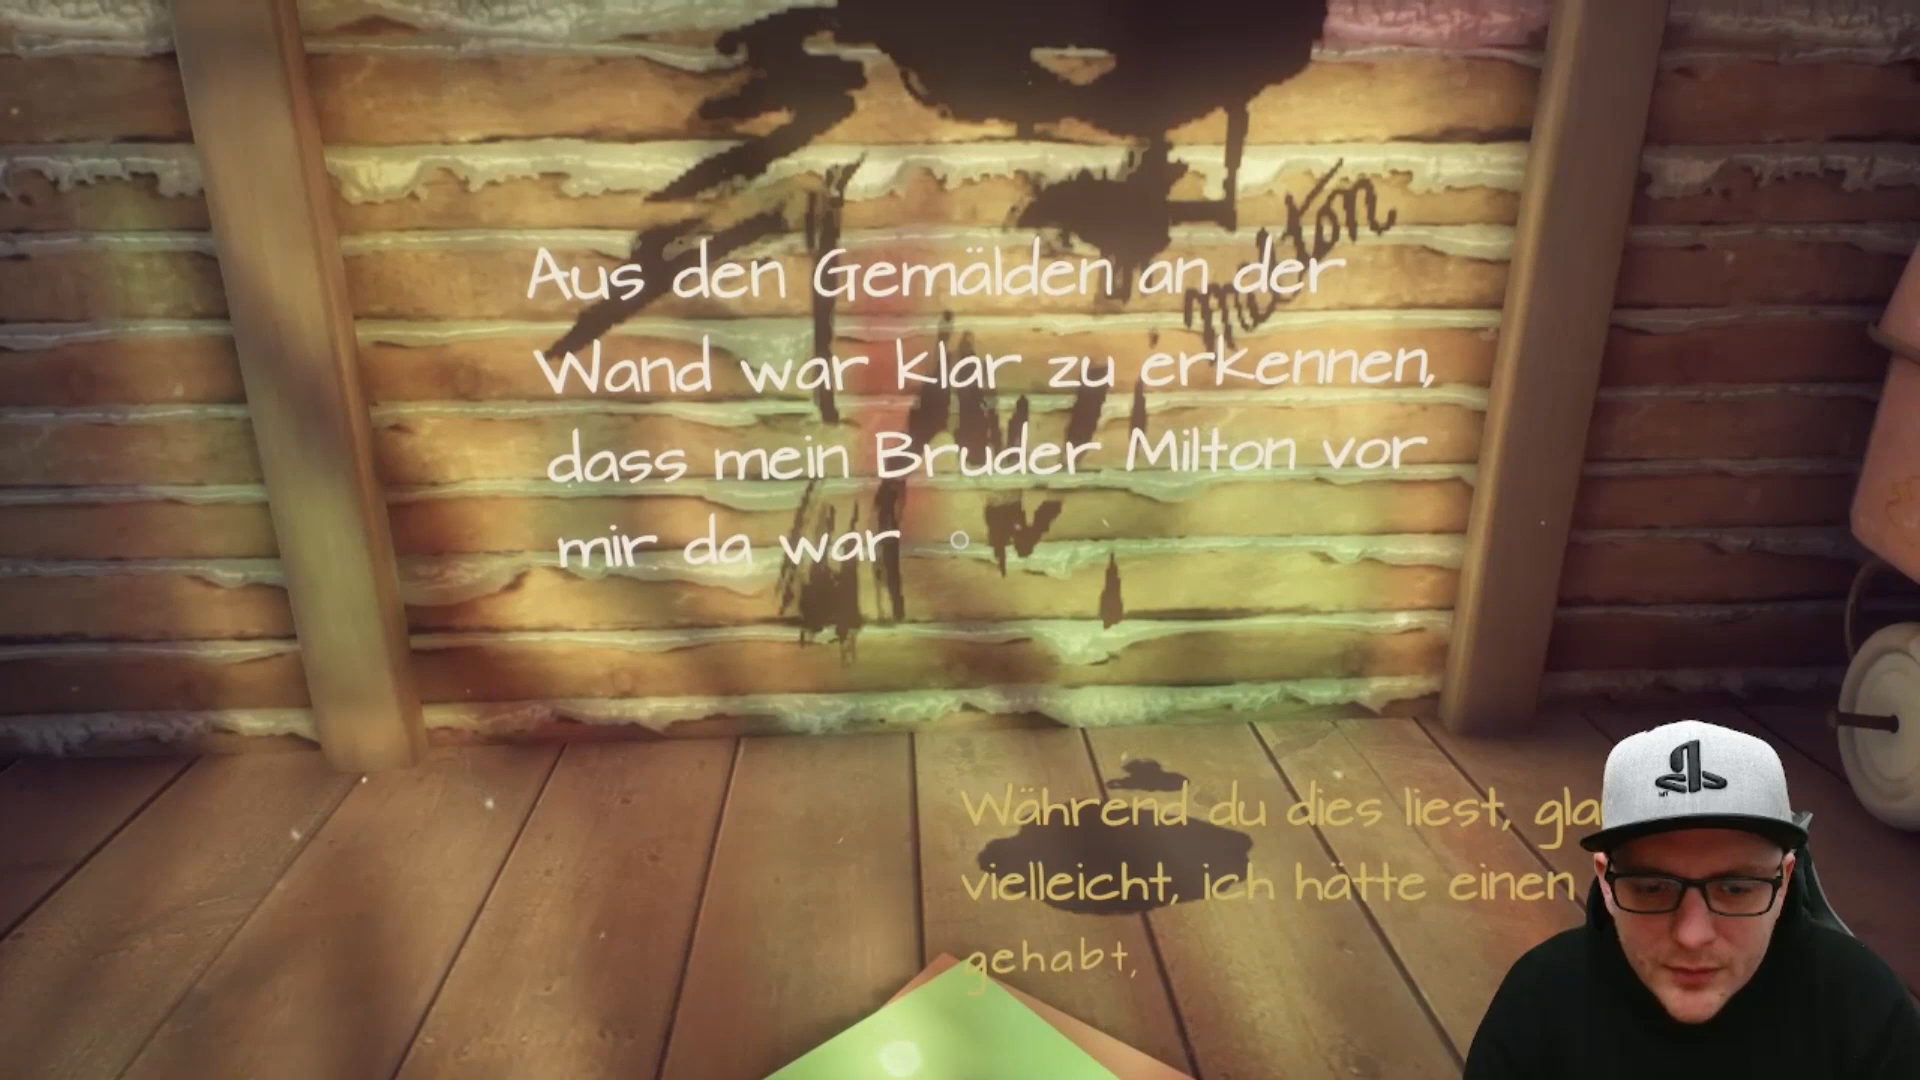 milton
Aus den Gemälden an der
Wand war klar zu erkennen,
dass mein Bruder Milton vor
mir da war
Während du dies liest,
vielleicht, ich hätte einen
gehabt,